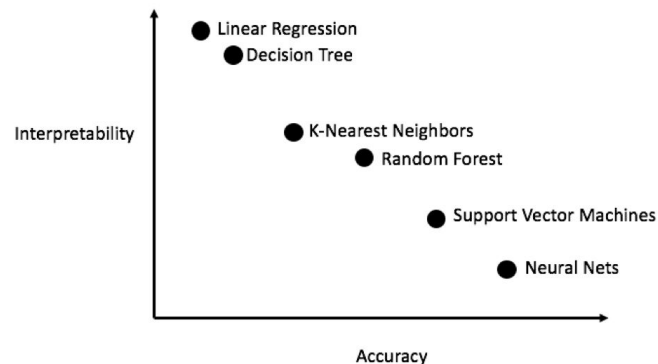 Linear Regression
Decision Tree
Interpretability
K-Nearest Neighbors
Random Forest
Support Vector Machines
Neural Nets
Accuracy